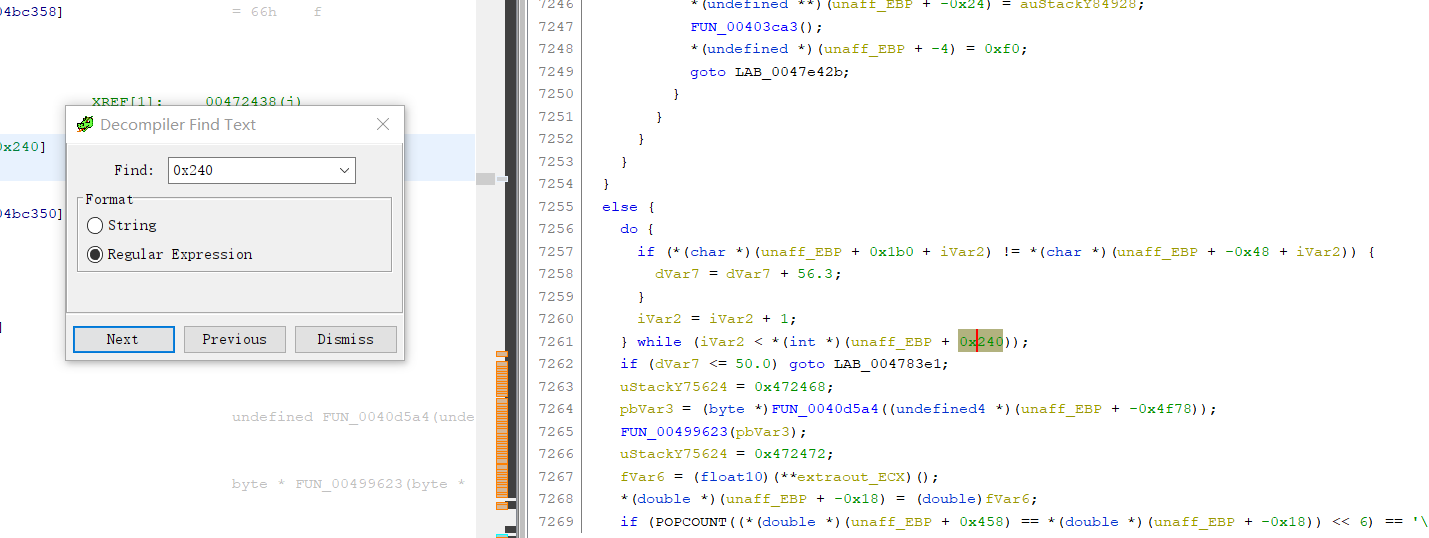 04bc358]
= 66h    f
XREF[1]:    00472438(j)
Decompiler Find Text
0x240]
Find: 0x240
Format
String
04bc350]
Regular Expression
]
Next    Previous    Dismiss
undefined FUN_0040d5a4(unde
byte * FUN_00499623(byte *
7246 *(undefined **)(unaff_EBP + -0x24) = auStackY84928;
7247 FUN_00403ca3();
7248 *(undefined *)(unaff_EBP + -4) = 0xf0;
7249 goto LAB_0047e42b;
7250 }
7251 }
7252 }
7253 }
7254 }
7255 else {
7256 do {
7257 if (*(char *)(unaff_EBP + 0x1b0 + iVar2) != *(char *)(unaff_EBP + -0x48 + iVar2)) {
7258 dVar7 = dVar7 + 56.3;
7259 }
7260 iVar2 = iVar2 + 1;
7261 } while (iVar2 < *(int *)(unaff_EBP + 0x240));
7262 if (dVar7 <= 50.0) goto LAB_004783e1;
7263 uStackY75624 = 0x472468;
7264 pbVar3 = (byte *)FUN_0040d5a4((undefined4 *)(unaff_EBP + -0x4f78));
7265 FUN_00499623(pbVar3);
7266 uStackY75624 = 0x472472;
7267 fVar6 = (float10)(**extraout_ECX)();
7268 *(double *)(unaff_EBP + -0x18) = (double)fVar6;
7269 if (POPCOUNT((*(double *)(unaff_EBP + 0x458) == *(double *)(unaff_EBP + -0x18)) << 6) == '\